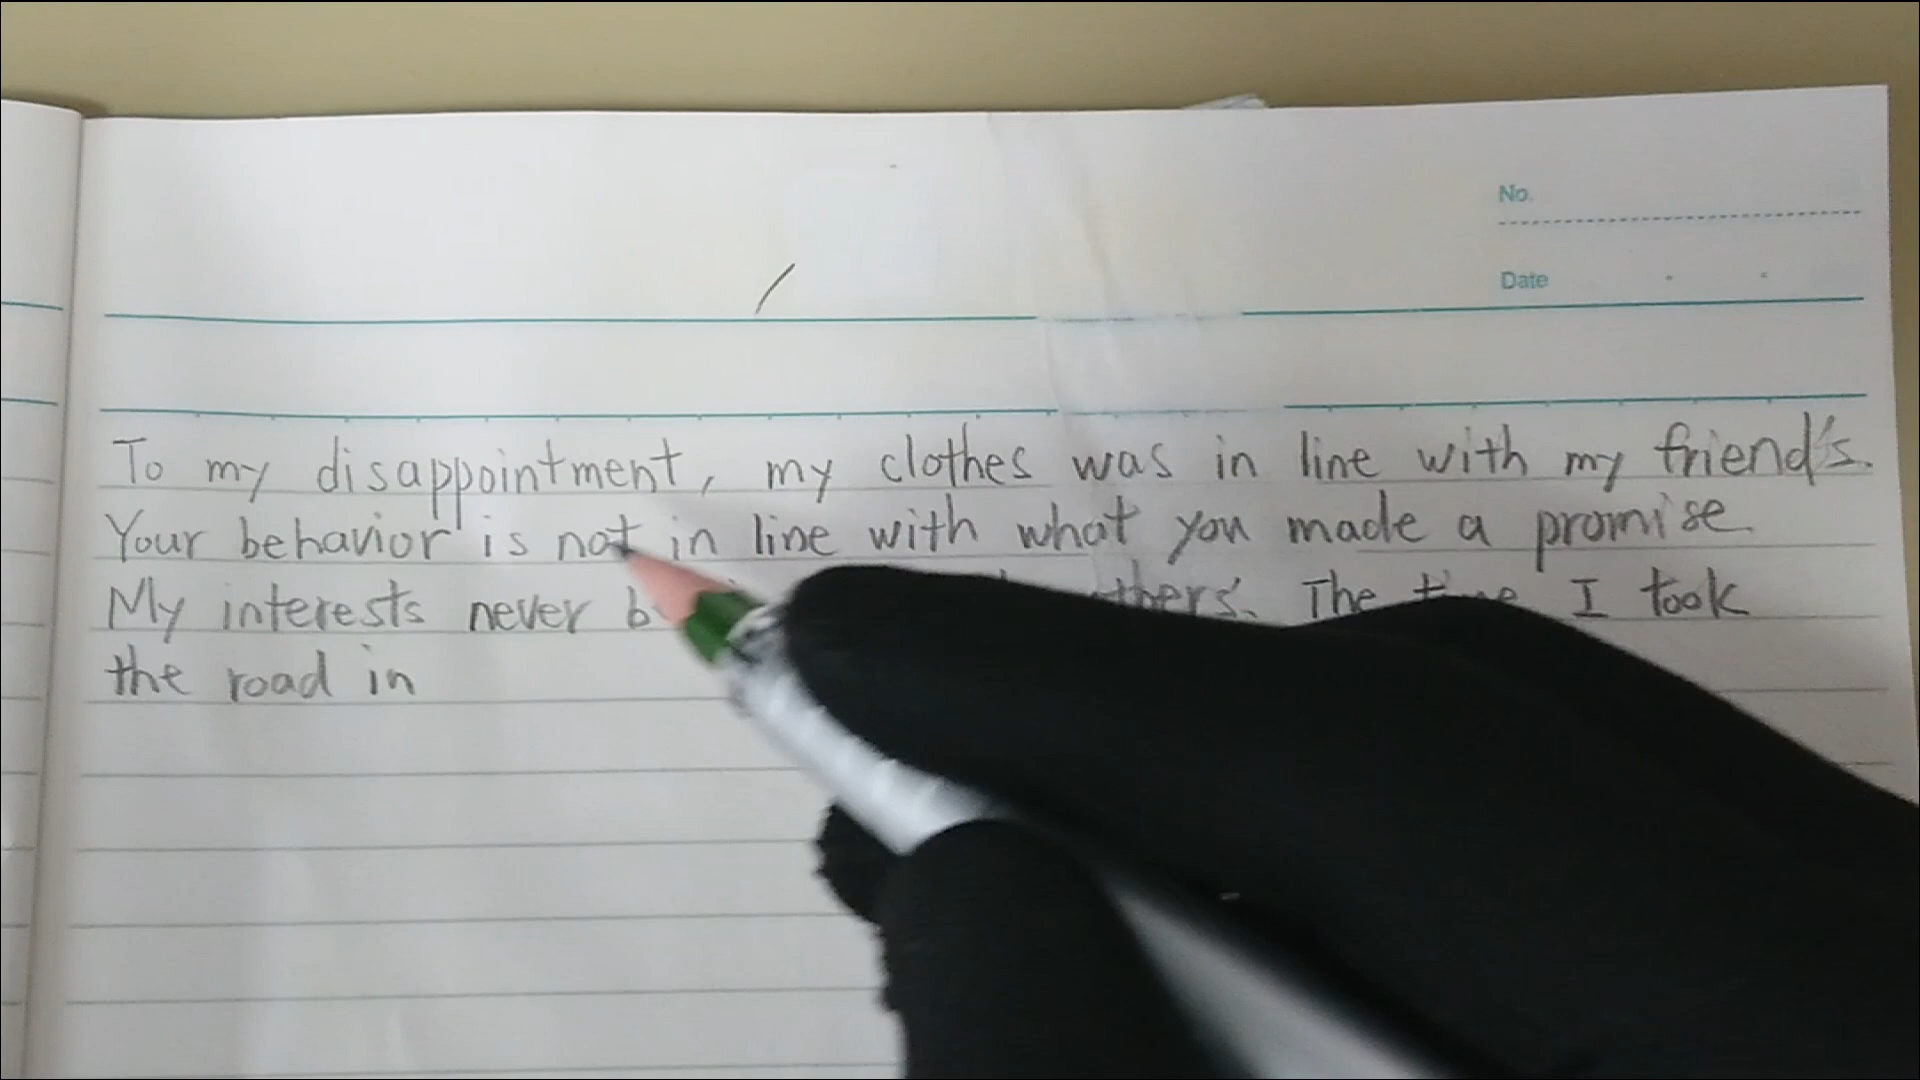 No.
Date
To my disappointment, my clothes was in line with my friend's.
Your behavior is not in line with what you made a promise.
My interests never The I took
the road in